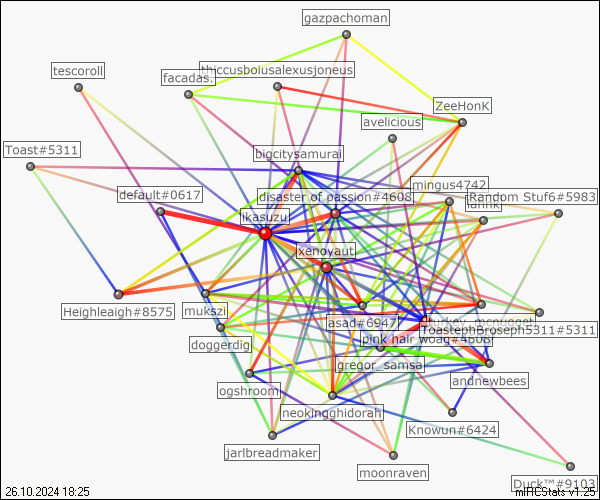 gazpachoman
tescoroll
thiccusboiusalexusjoneus
facadas.
ZeeHonK
avelicious
Toast#5311
bigcitysamurai
default#0617
disaster of passion#4608
mingus4742
Random Stuf6#5983
ikasuzu
xenoyaut
Heighleaigh#8575
mukszi
asad#6947
turkey_mcnugget
ToastephBroseph5311#5311
doggerdig
pink hair woag#4608
gregor_samsa
andnewbees
ogshroom
neokingghidorah
Knowun#6424
jarlbreadmaker
moonraven
Duck™#9103
26.10.2024 18:25
mIRCStats v1.25